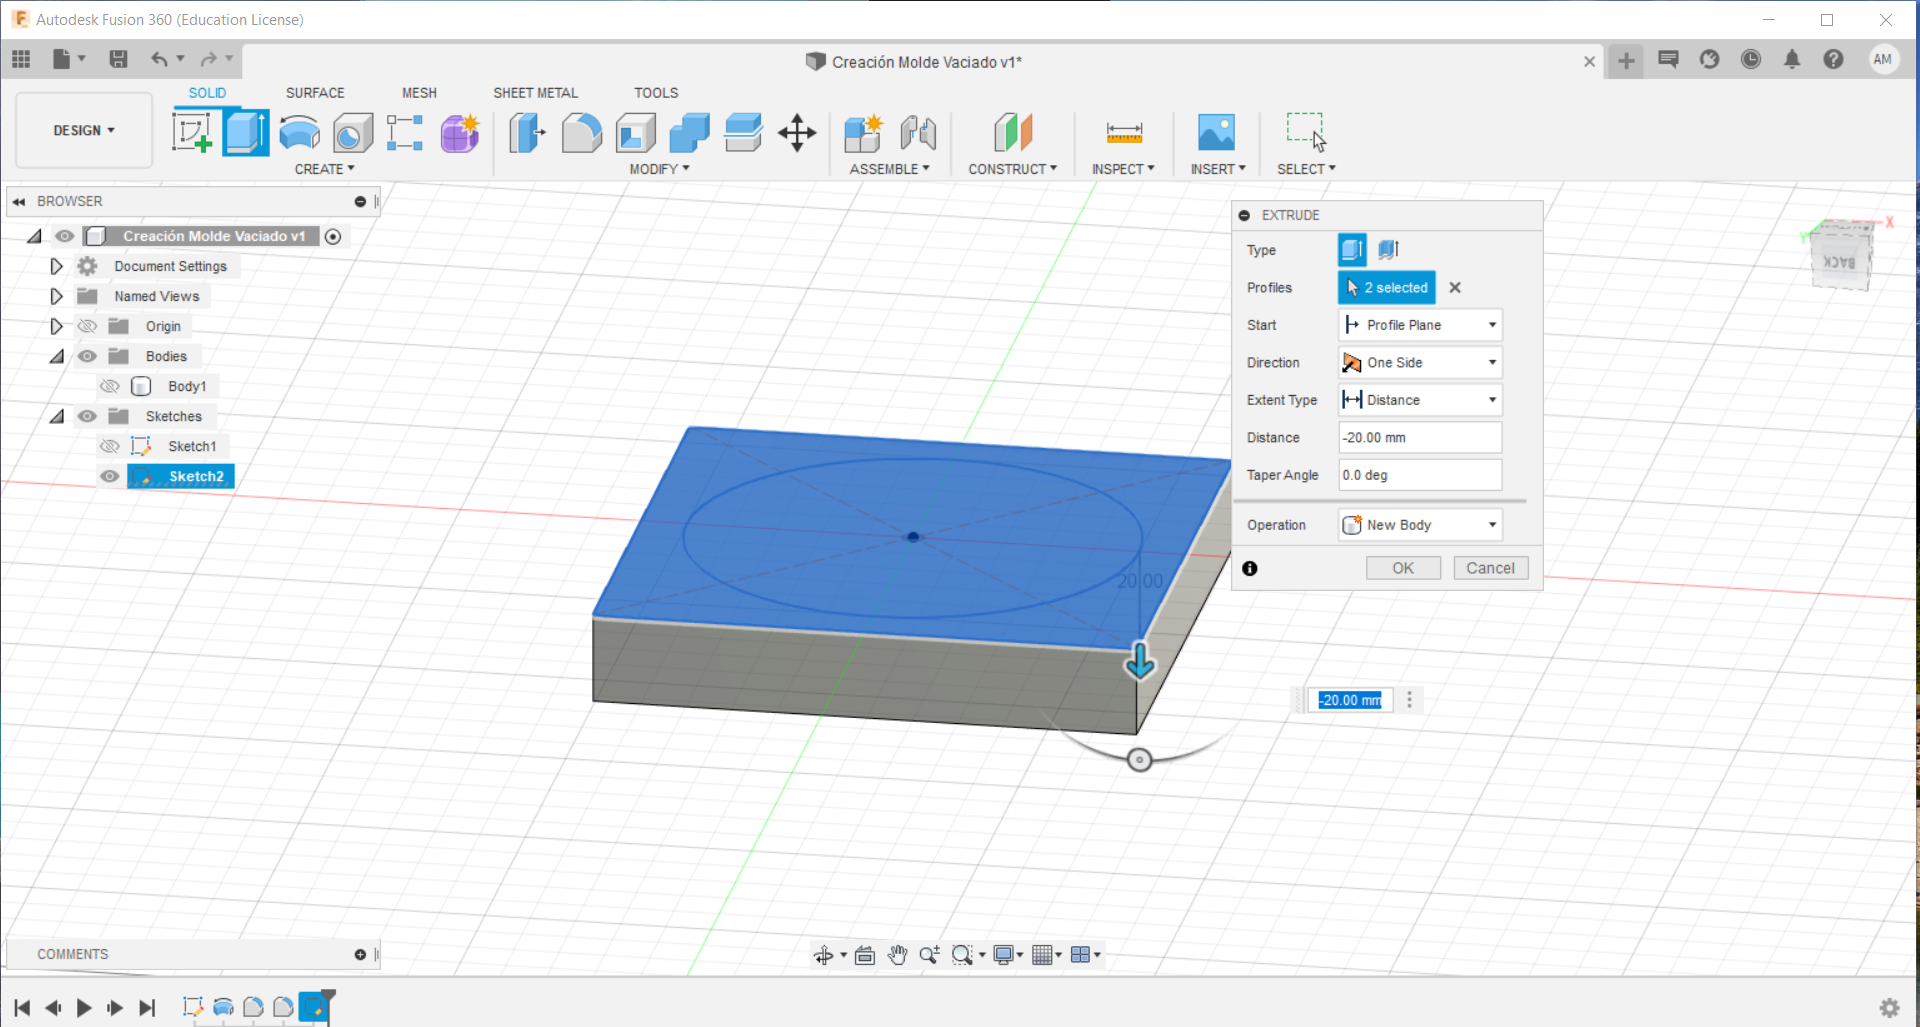 Autodesk Fusion 360 (Education License)
Creación Molde Vaciado v1*
AM
SOLID SURFACE MESH SHEET METAL TOOLS
DESIGN
CREATE MODIFY ASSEMBLE CONSTRUCT INSPECT INSERT SELECT
BROWSER
Creación Molde Vaciado v1
Document Settings
Named Views
Origin
Bodies
Body1
Sketches
Sketch1
Sketch2
EXTRUDE
Type
Profiles 2 selected
Start Profile Plane
Direction One Side
Extent Type Distance
Distance -20.00 mm
Taper Angle 0.0 deg
Operation New Body
OK Cancel
X
Y
BACK
20.00
-20.00 mm
COMMENTS